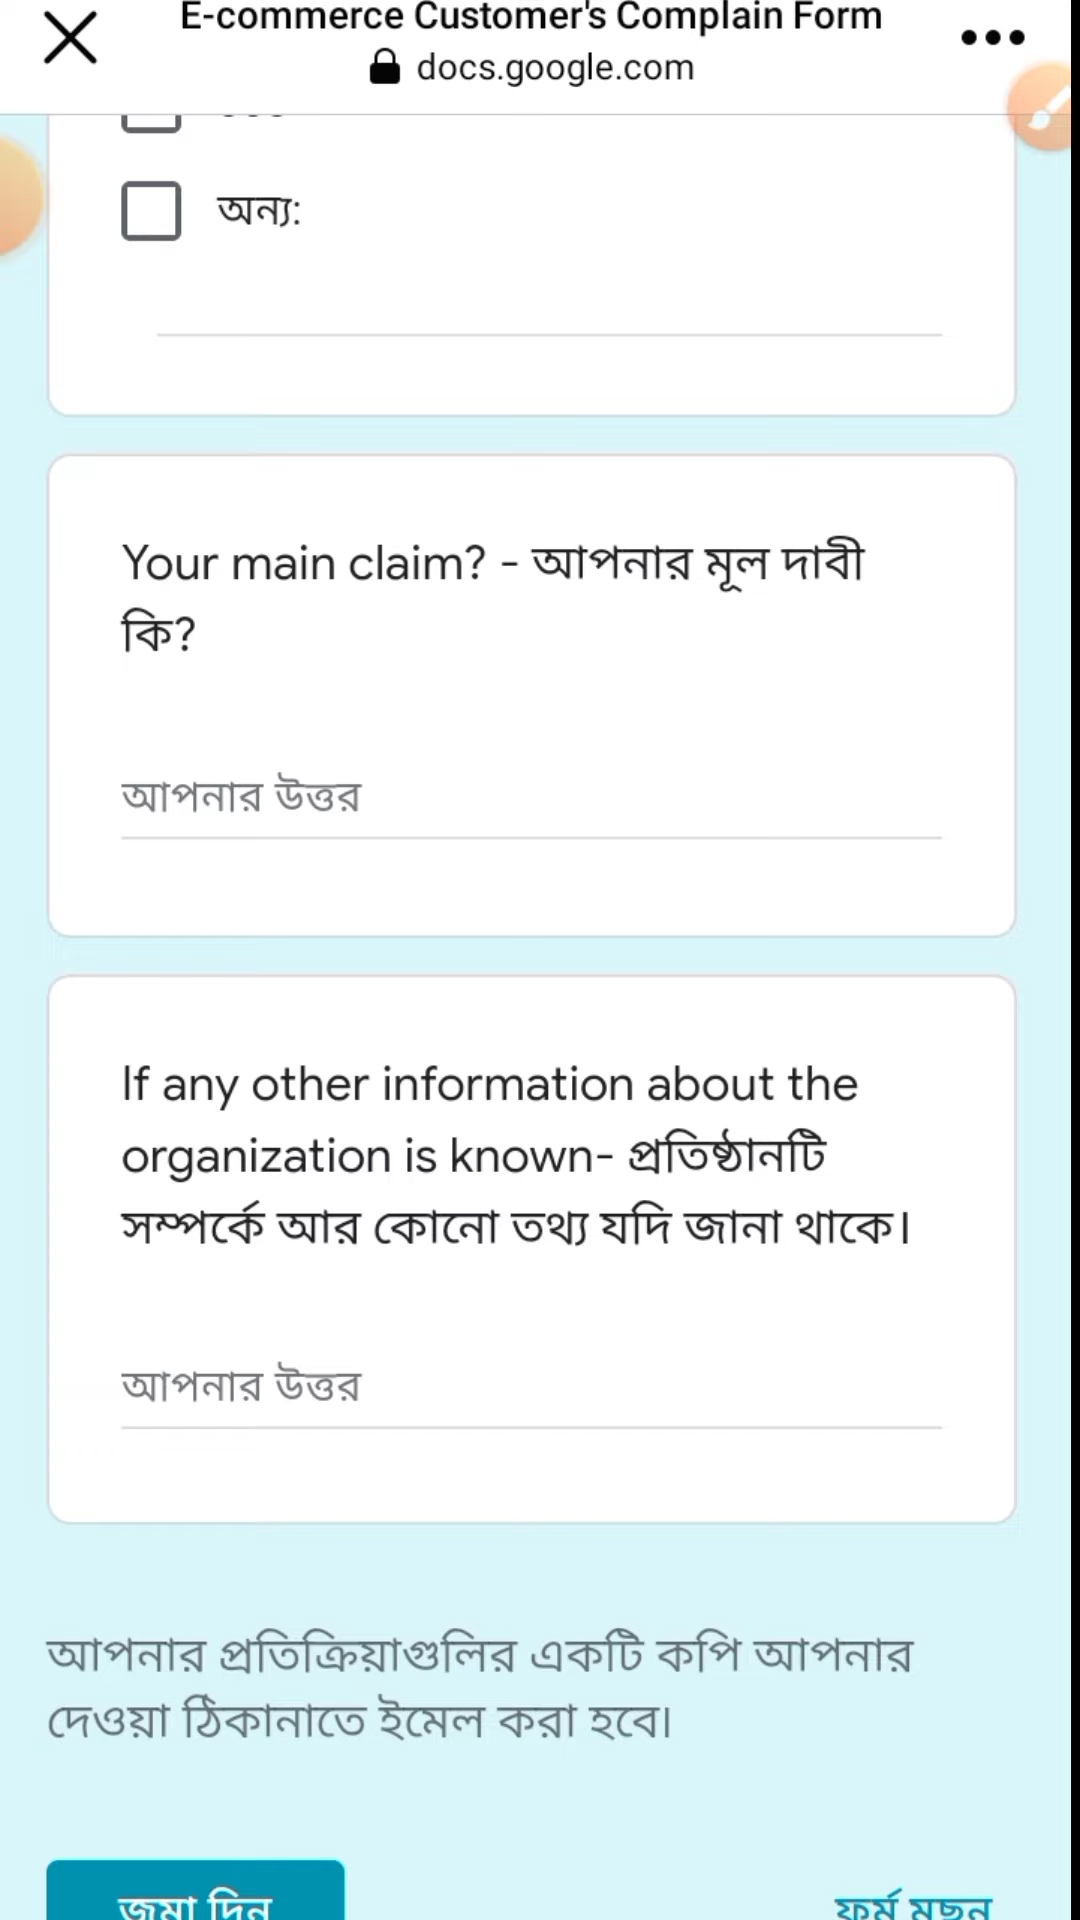 E-commerce Customer's Complain Form
docs.google.com
অন্য:
Your main claim? - আপনার মূল দাবী
কি?
আপনার উত্তর
If any other information about the
organization is known- প্রতিষ্ঠানটি
সম্পর্কে আর কোনো তথ্য যদি জানা থাকে।
আপনার উত্তর
আপনার প্রতিক্রিয়াগুলির একটি কপি আপনার
দেওয়া ঠিকানাতে ইমেল করা হবে।
জমা দিন
ফর্ম মুছুন